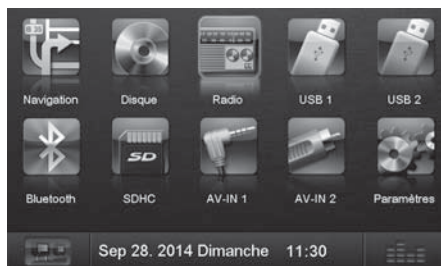 Navigation Disque Radio USB 1 USB 2
SD
Bluetooth SDHC AV-IN 1 AV-IN 2 Paramètres
Sep 28. 2014 Dimanche 11:30